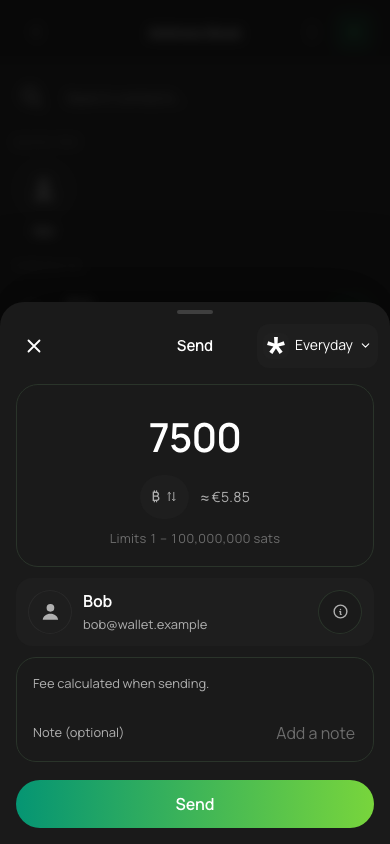 Send
Everyday
7500
₿
≈ €5.85
Limits 1 – 100,000,000 sats
Bob
bob@wallet.example
Fee calculated when sending.
Note (optional)
Add a note
Send